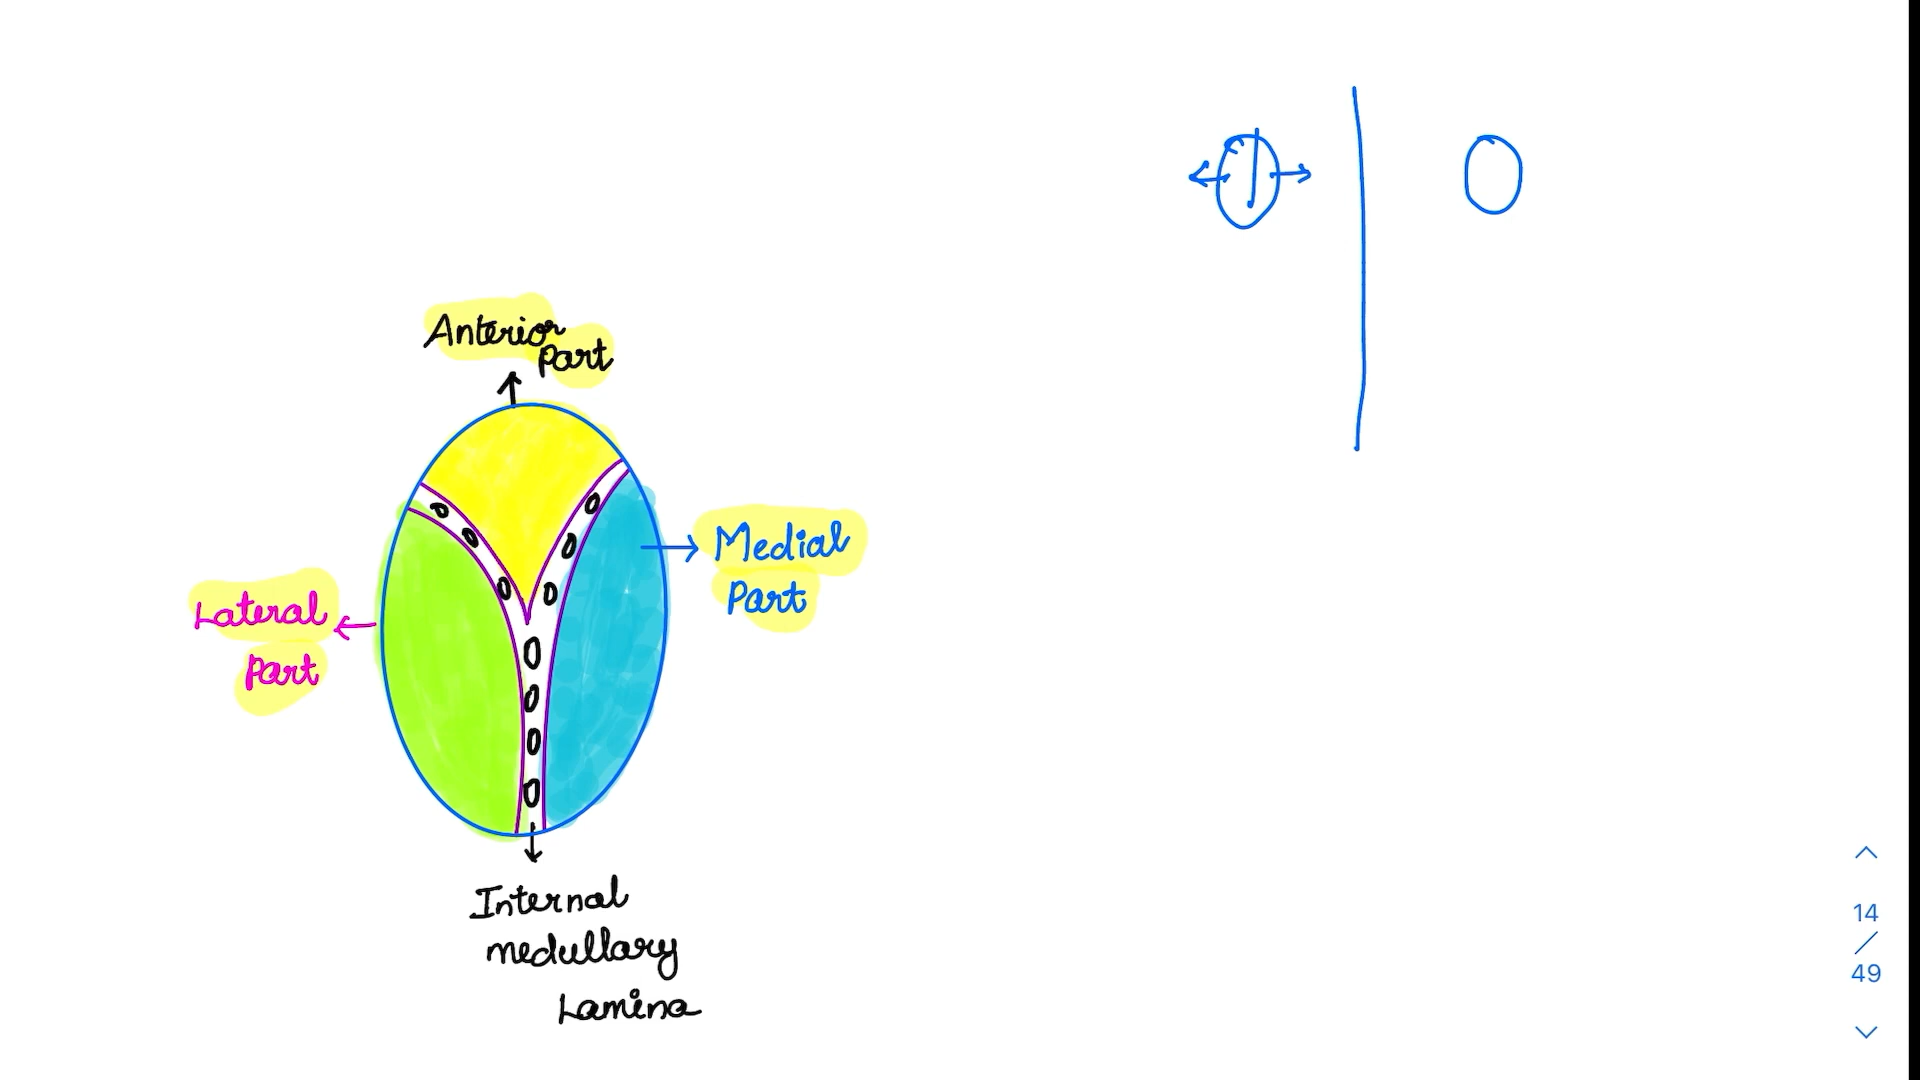 Anterior
Part
Medial
Part
Lateral
Part
Internal
medullary
Lamina
14
/
49